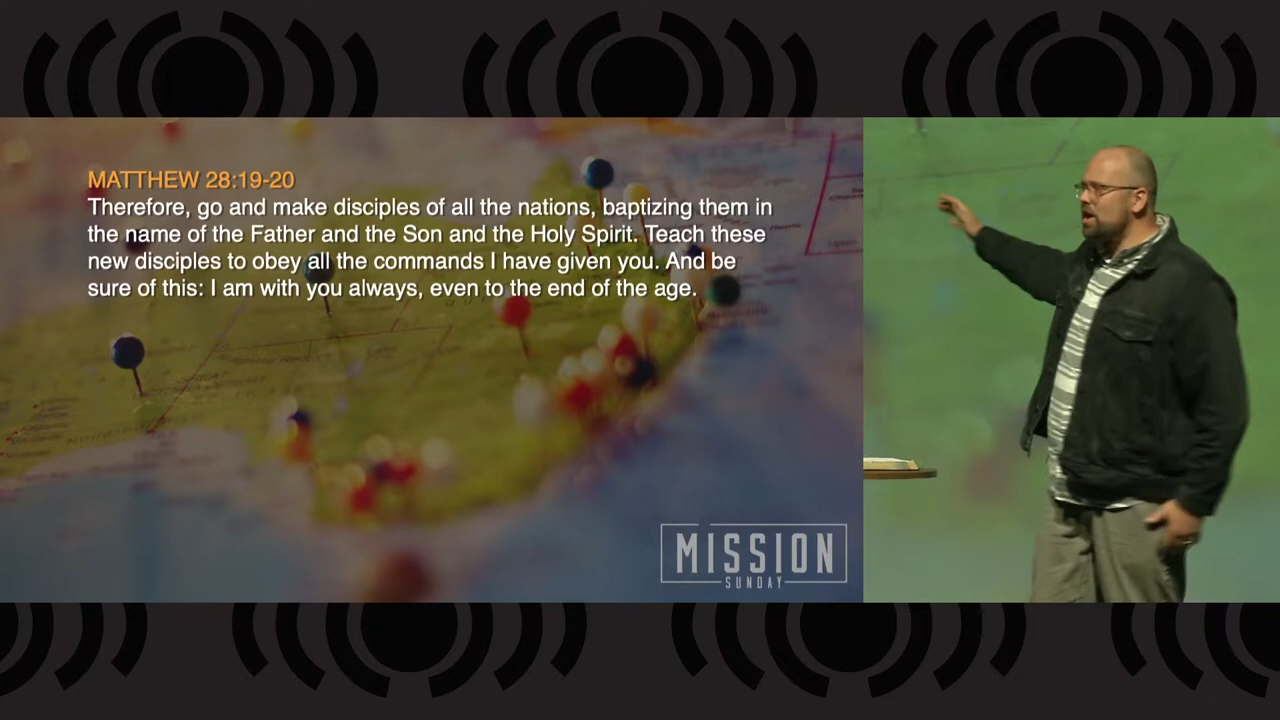 MATTHEW 28:19-20
Therefore, go and make disciples of all the nations, baptizing them in
the name of the Father and the Son and the Holy Spirit. Teach these
new disciples to obey all the commands I have given you. And be
sure of this: I am with you always, even to the end of the age.
MISSION
SUNDAY